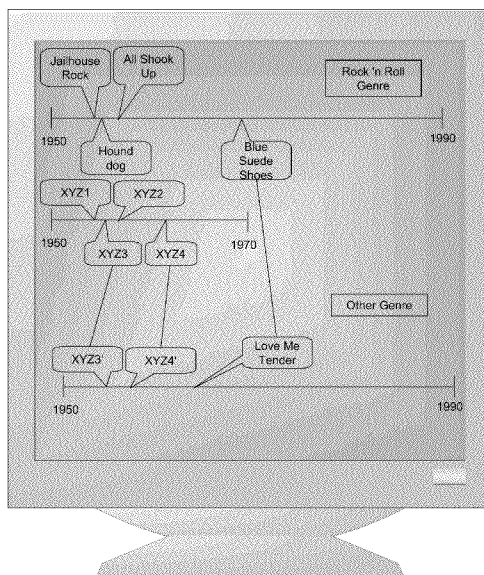 Jailhouse
Rock
All Shook
Up
Rock 'n Roll
Genre
1950
1990
Hound
dog
Blue
Suede
Shoes
XYZ1
XYZ2
1950
1970
XYZ3
XYZ4
Other Genre
XYZ3'
XYZ4'
Love Me
Tender
1950
1990